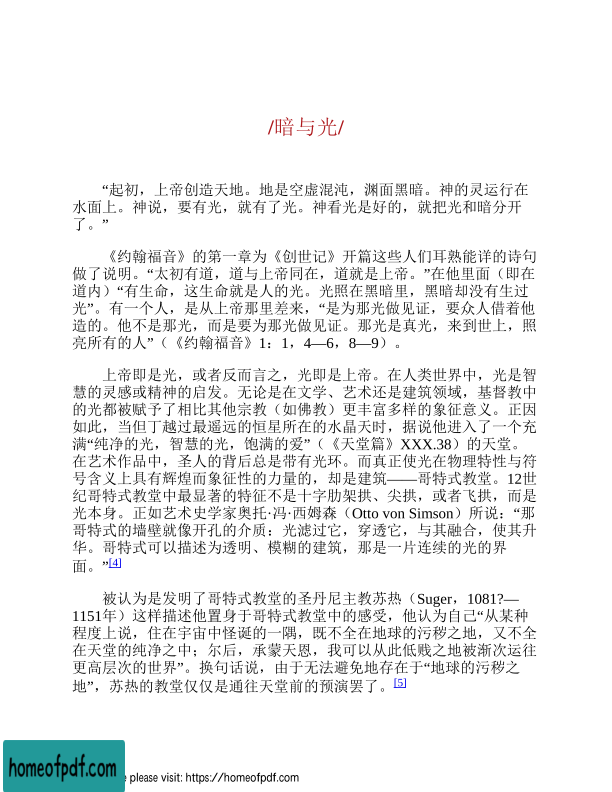 /暗与光/
“起初，上帝创造天地。地是空虚混沌，渊面黑暗。神的灵运行在
水面上。神说，要有光，就有了光。神看光是好的，就把光和暗分开
了。”
《约翰福音》的第一章为《创世记》开篇这些人们耳熟能详的诗句
做了说明。“太初有道，道与上帝同在，道就是上帝。”在他里面（即在
道内）“有生命，这生命就是人的光。光照在黑暗里，黑暗却没有生过
光”。有一个人，是从上帝那里差来，“是为那光做见证，要众人借着他
造的。他不是那光，而是要为那光做见证。那光是真光，来到世上，照
亮所有的人”（《约翰福音》1：1，4—6，8—9）。
上帝即是光，或者反而言之，光即是上帝。在人类世界中，光是智
慧的灵感或精神的启发。无论是在文学、艺术还是建筑领域，基督教中
的光都被赋予了相比其他宗教（如佛教）更丰富多样的象征意义。正因
如此，当但丁越过最遥远的恒星所在的水晶天时，据说他进入了一个充
满“纯净的光，智慧的光，饱满的爱”（《天堂篇》XXX.38）的天堂。
在艺术作品中，圣人的背后总是带有光环。而真正使光在物理特性与符
号含义上具有辉煌而象征性的力量的，却是建筑——哥特式教堂。12世
纪哥特式教堂中最显著的特征不是十字肋架拱、尖拱，或者飞拱，而是
光本身。正如艺术史学家奥托·冯·西姆森（Otto von Simson）所说：“那
哥特式的墙壁就像开孔的介质：光滤过它，穿透它，与其融合，使其升
华。哥特式可以描述为透明、模糊的建筑，那是一片连续的光的界
面。”[4]
被认为是发明了哥特式教堂的圣丹尼主教苏热（Suger，1081?—
1151年）这样描述他置身于哥特式教堂中的感受，他认为自己“从某种
程度上说，住在宇宙中怪诞的一隅，既不全在地球的污秽之地，又不全
在天堂的纯净之中；尔后，承蒙天恩，我可以从此低贱之地被渐次运往
更高层次的世界”。换句话说，由于无法避免地存在于“地球的污秽之
地”，苏热的教堂仅仅是通往天堂前的预演罢了。[5]
homeofpdf.com
e please visit: https://homeofpdf.com